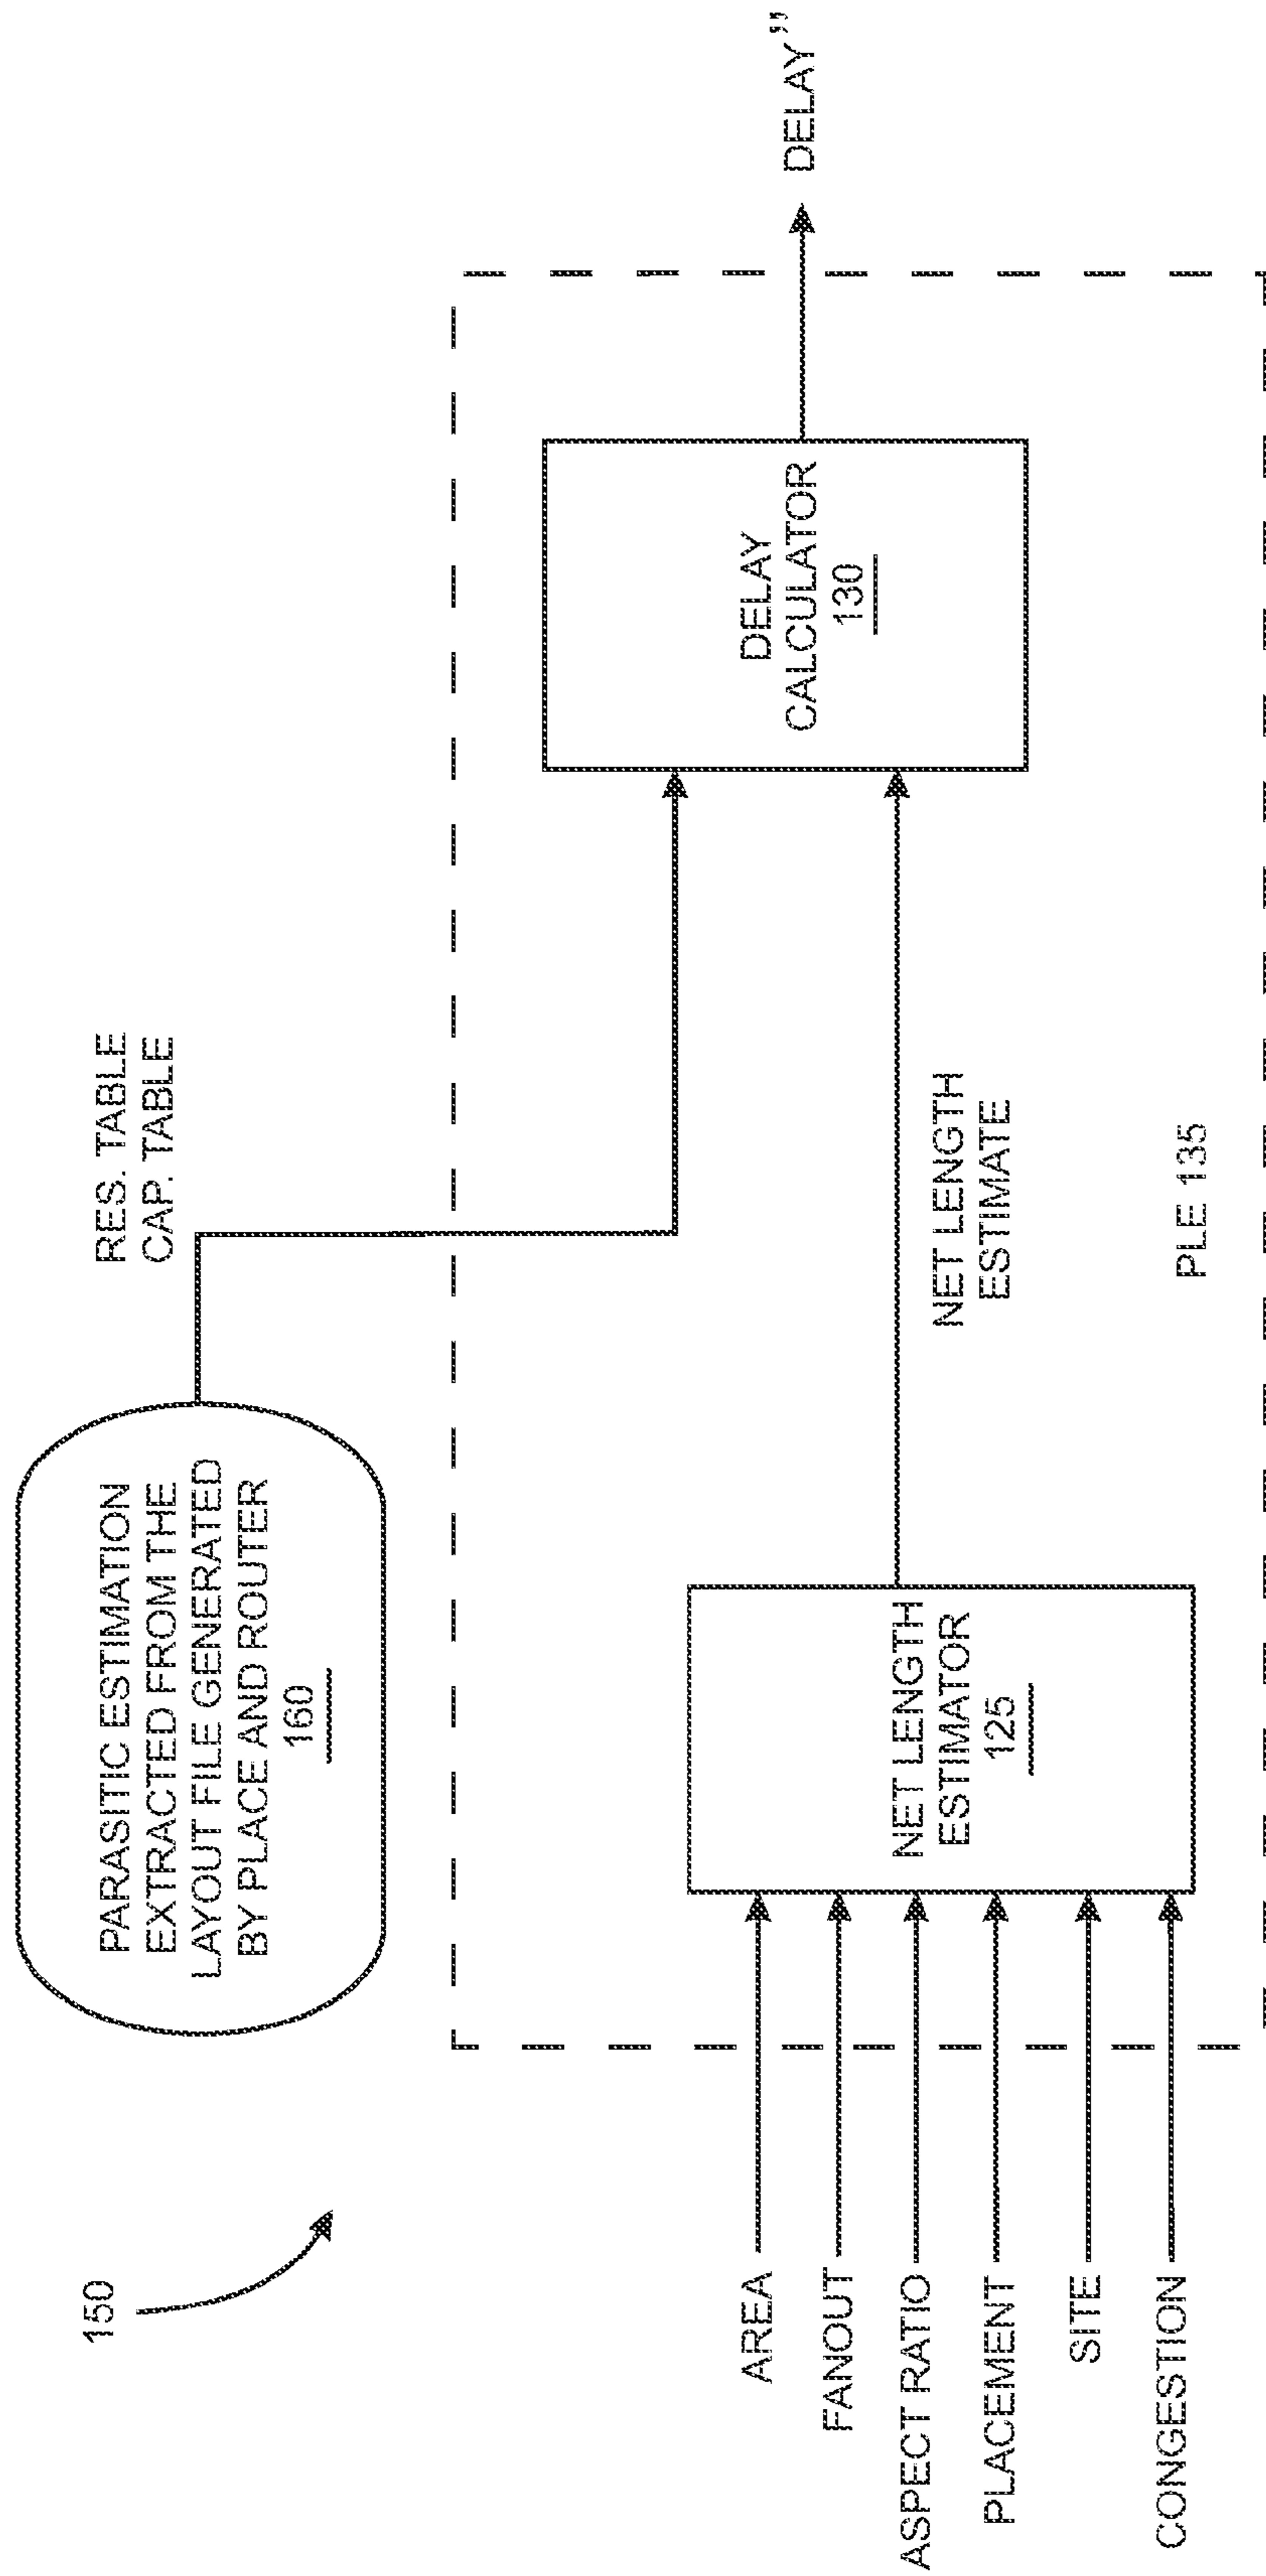 150
PARASITIC ESTIMATION
EXTRACTED FROM THE
LAYOUT FILE GENERATED
BY PLACE AND ROUTER
160
RES. TABLE
CAP. TABLE
AREA
FANOUT
ASPECT RATIO
PLACEMENT
SITE
CONGESTION
NET LENGTH
ESTIMATOR
125
NET LENGTH
ESTIMATE
DELAY
CALCULATOR
130
DELAY"
PLE 135